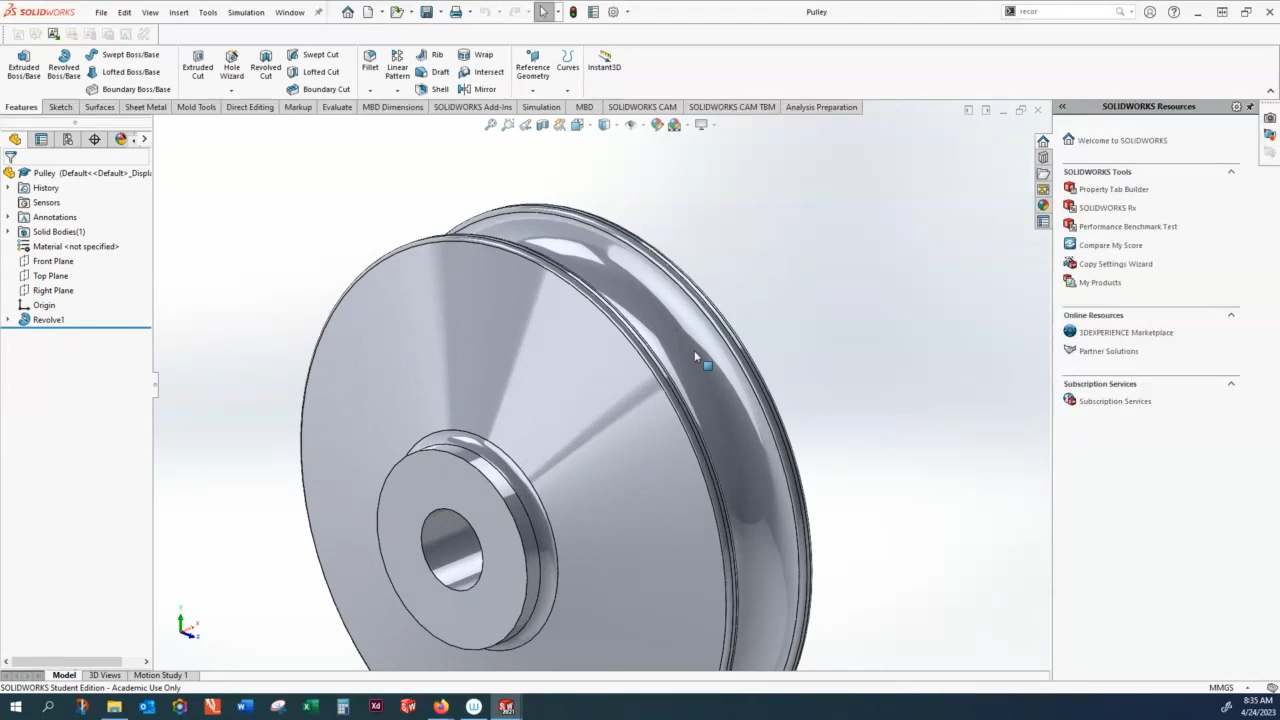 SOLIDWORKS File Edit View Insert Tools Simulation Window Pulley recor
Extruded Boss/Base
Revolved Boss/Base
Swept Boss/Base
Lofted Boss/Base
Boundary Boss/Base
Extruded Cut
Hole Wizard
Revolved Cut
Swept Cut
Lofted Cut
Boundary Cut
Fillet
Linear Pattern
Rib
Draft
Shell
Wrap
Intersect
Mirror
Reference Geometry
Curves
Instant3D
Features Sketch Surfaces Sheet Metal Mold Tools Direct Editing Markup Evaluate MBD Dimensions SOLIDWORKS Add-Ins Simulation MBD SOLIDWORKS CAM SOLIDWORKS CAM TBM Analysis Preparation
Pulley (Default<<Default>_Displa
History
Sensors
Annotations
Solid Bodies(1)
Material <not specified>
Front Plane
Top Plane
Right Plane
Origin
Revolve1
SOLIDWORKS Resources
Welcome to SOLIDWORKS
SOLIDWORKS Tools
Property Tab Builder
SOLIDWORKS Rx
Performance Benchmark Test
Compare My Score
Copy Settings Wizard
My Products
Online Resources
3DEXPERIENCE Marketplace
Partner Solutions
Subscription Services
Subscription Services
Model 3D Views Motion Study 1
SOLIDWORKS Student Edition - Academic Use Only MMGS
8:35 AM
4/24/2023